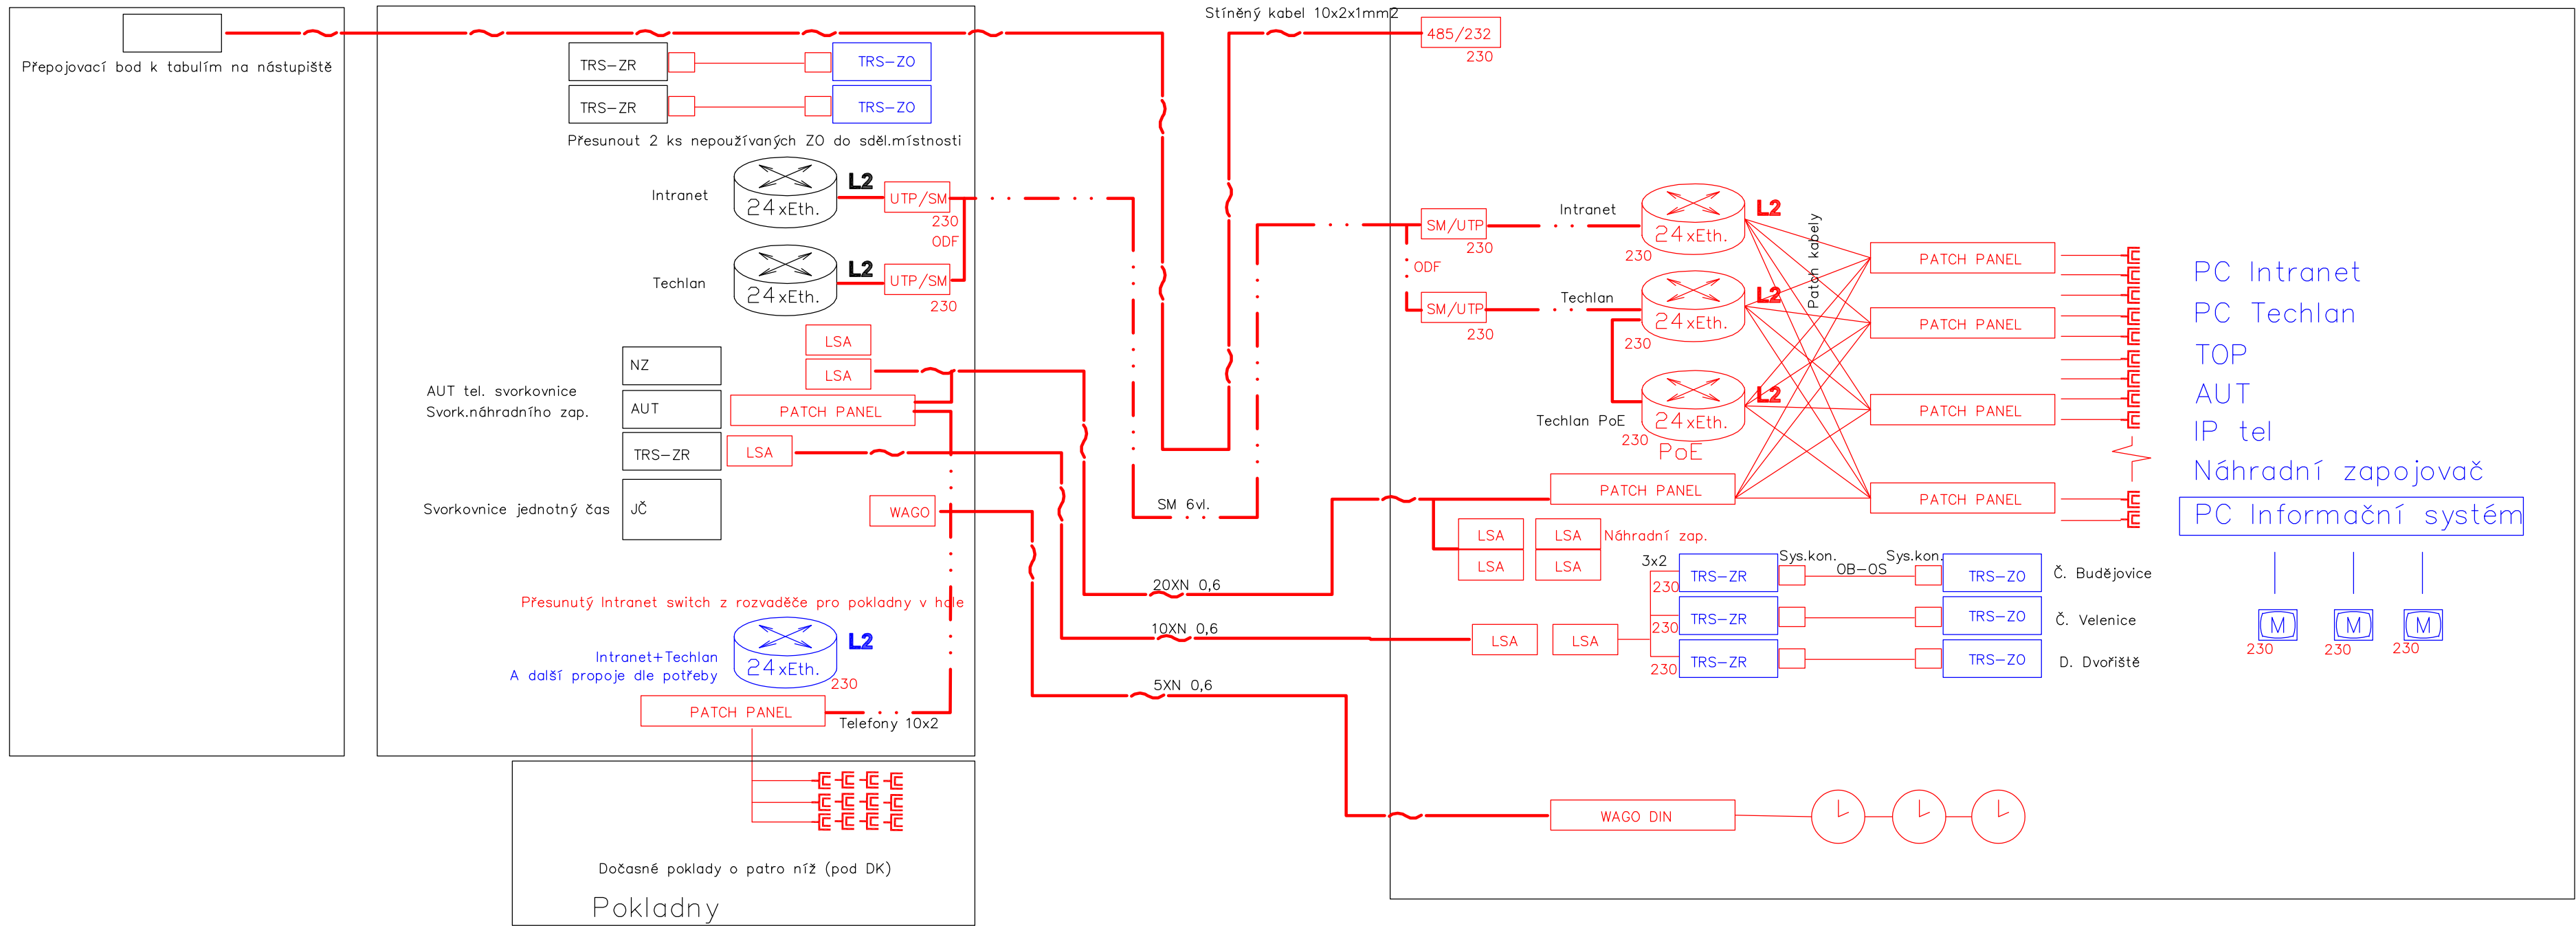 Přepojovací bod k tabulím na nástupiště
TRS-ZR
TRS-ZO
TRS-ZR
TRS-ZO
Přesunout 2 ks nepoužívaných ZO do sděl.místnosti
Intranet
24xEth.
L2
UTP/SM
230
ODF
Techlan
24xEth.
L2
UTP/SM
230
LSA
NZ
LSA
AUT tel. svorkovnice
Svork.náhradního zap.
AUT
PATCH PANEL
TRS-ZR
LSA
Svorkovnice jednotný čas
JČ
WAGO
Přesunutý Intranet switch z rozvaděče pro pokladny v hale
L2
Intranet+Techlan
A další propoje dle potřeby
24xEth.
230
PATCH PANEL
Telefony 10x2
Dočasné poklady o patro níž (pod DK)
Pokladny
Stíněný kabel 10x2x1mm2
SM 6vl.
20XN 0,6
10XN 0,6
5XN 0,6
485/232
230
SM/UTP
230
Intranet
24xEth.
L2
230
ODF
SM/UTP
230
Techlan
24xEth.
L2
230
Techlan PoE
24xEth.
L2
230
PoE
Patch kabely
PATCH PANEL
PATCH PANEL
PATCH PANEL
PATCH PANEL
PATCH PANEL
LSA
LSA
Náhradní zap.
LSA
LSA
LSA
LSA
3x2
230
TRS-ZR
Sys.kon.
OB-OS
Sys.kon.
TRS-ZO
Č. Budějovice
230
TRS-ZR
TRS-ZO
Č. Velenice
230
TRS-ZR
TRS-ZO
D. Dvořiště
WAGO DIN
PC Intranet
PC Techlan
TOP
AUT
IP tel
Náhradní zapojovač
PC Informační systém
M
M
M
230
230
230